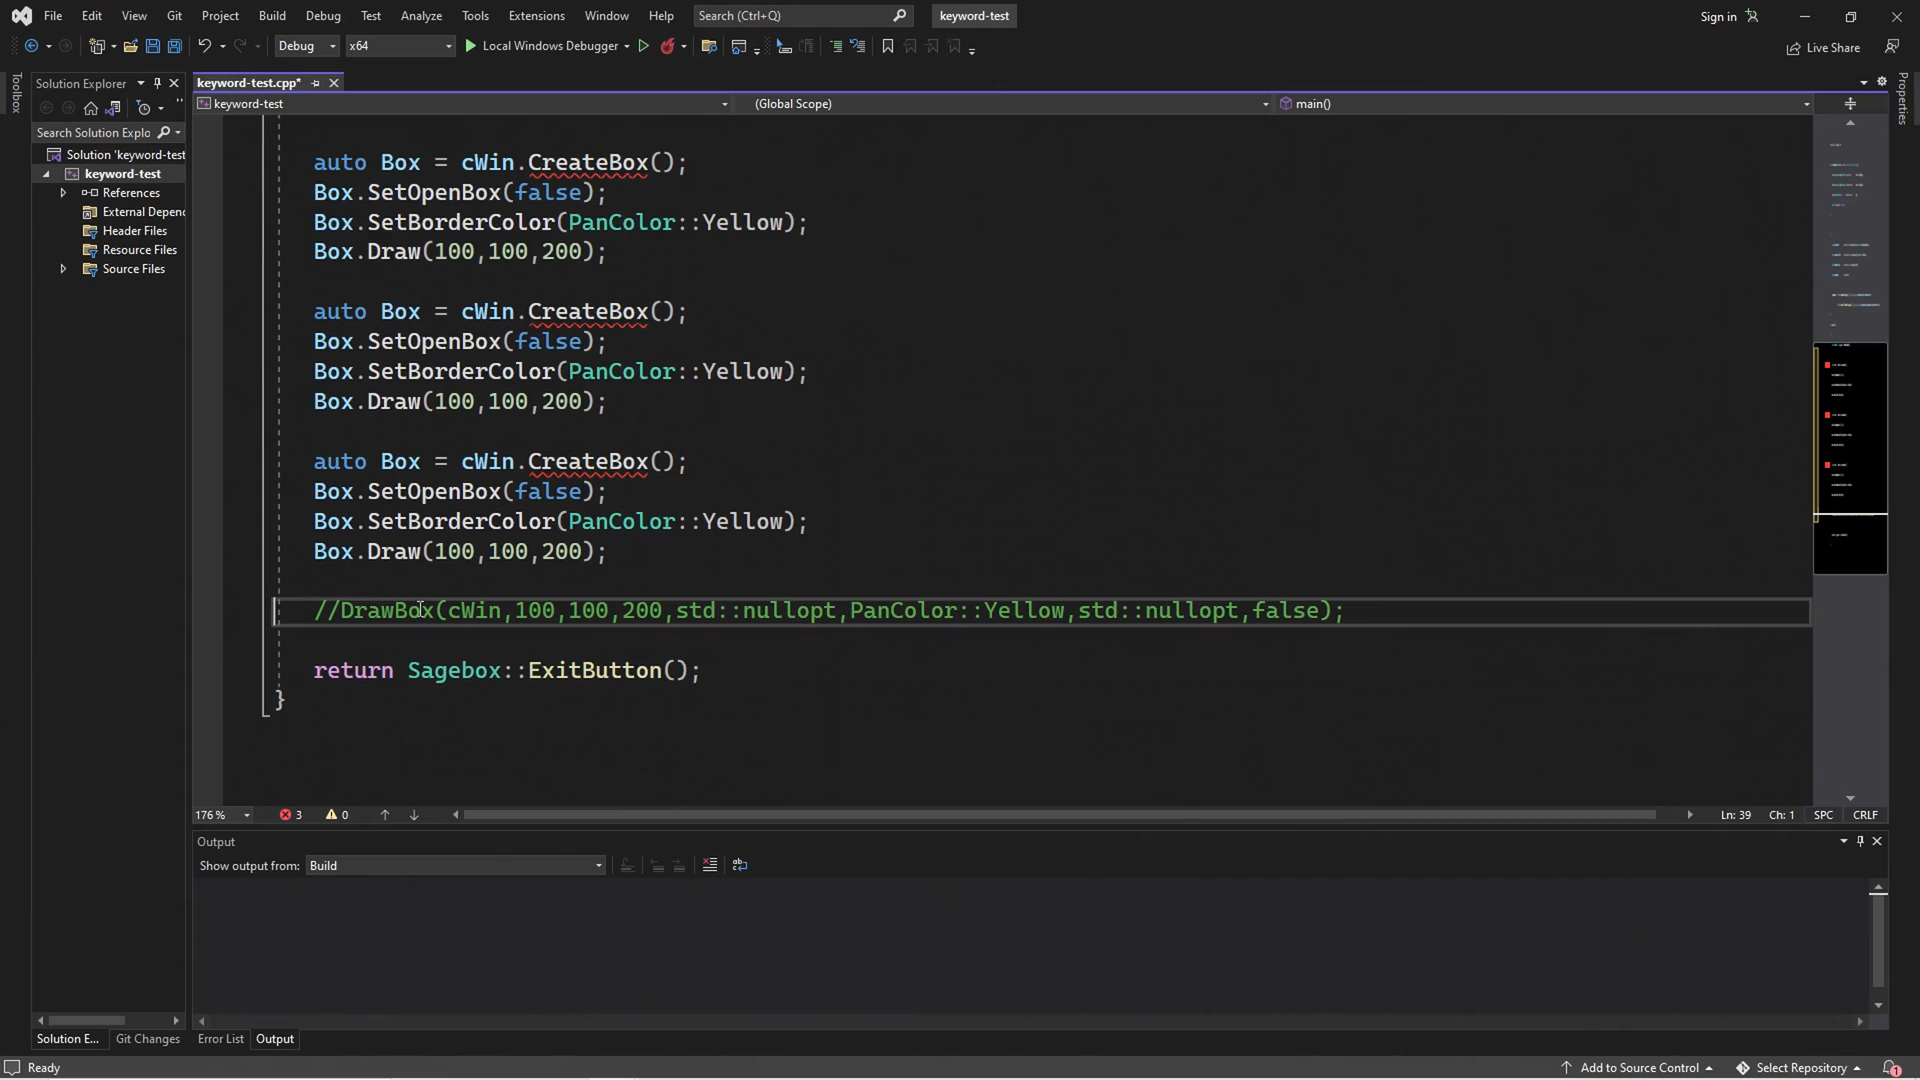 File Edit View Git Project Build Debug Test Analyze Tools Extensions Window Help Search (Ctrl+Q) keyword-test Sign in
Debug x64 Local Windows Debugger Live Share
Toolbox
Solution Explorer
Search Solution Explo
Solution 'keyword-test
keyword-test
References
External Depend
Header Files
Resource Files
Source Files
keyword-test.cpp*
keyword-test (Global Scope) main()
Properties
auto Box = cWin.CreateBox();
Box.SetOpenBox(false);
Box.SetBorderColor(PanColor::Yellow);
Box.Draw(100,100,200);
auto Box = cWin.CreateBox();
Box.SetOpenBox(false);
Box.SetBorderColor(PanColor::Yellow);
Box.Draw(100,100,200);
auto Box = cWin.CreateBox();
Box.SetOpenBox(false);
Box.SetBorderColor(PanColor::Yellow);
Box.Draw(100,100,200);
//DrawBox(cWin,100,100,200,std::nullopt,PanColor::Yellow,std::nullopt,false);
return Sagebox::ExitButton();
}
176 % 3 0 Ln: 39 Ch: 1 SPC CRLF
Output
Show output from: Build
Solution E... Git Changes Error List Output
Ready Add to Source Control Select Repository 1